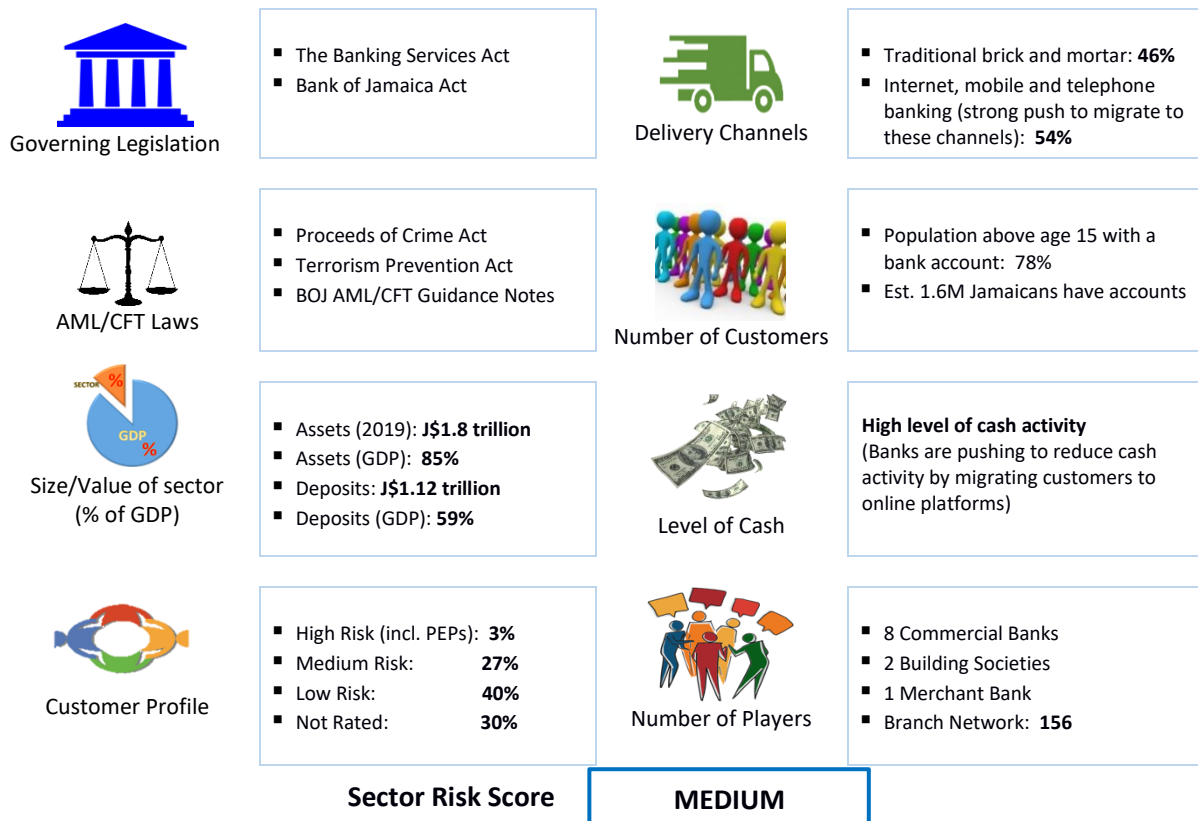 Governing Legislation
▪ The Banking Services Act
▪ Bank of Jamaica Act
Delivery Channels
▪ Traditional brick and mortar: 46%
▪ Internet, mobile and telephone
banking (strong push to migrate to
these channels): 54%
AML/CFT Laws
▪ Proceeds of Crime Act
▪ Terrorism Prevention Act
▪ BOJ AML/CFT Guidance Notes
Number of Customers
▪ Population above age 15 with a
bank account: 78%
▪ Est. 1.6M Jamaicans have accounts
SECTOR %
GDP
%
Size/Value of sector
(% of GDP)
▪ Assets (2019): J$1.8 trillion
▪ Assets (GDP): 85%
▪ Deposits: J$1.12 trillion
▪ Deposits (GDP): 59%
Level of Cash
High level of cash activity
(Banks are pushing to reduce cash
activity by migrating customers to
online platforms)
Customer Profile
▪ High Risk (incl. PEPs): 3%
▪ Medium Risk: 27%
▪ Low Risk: 40%
▪ Not Rated: 30%
Number of Players
▪ 8 Commercial Banks
▪ 2 Building Societies
▪ 1 Merchant Bank
▪ Branch Network: 156
Sector Risk Score
MEDIUM